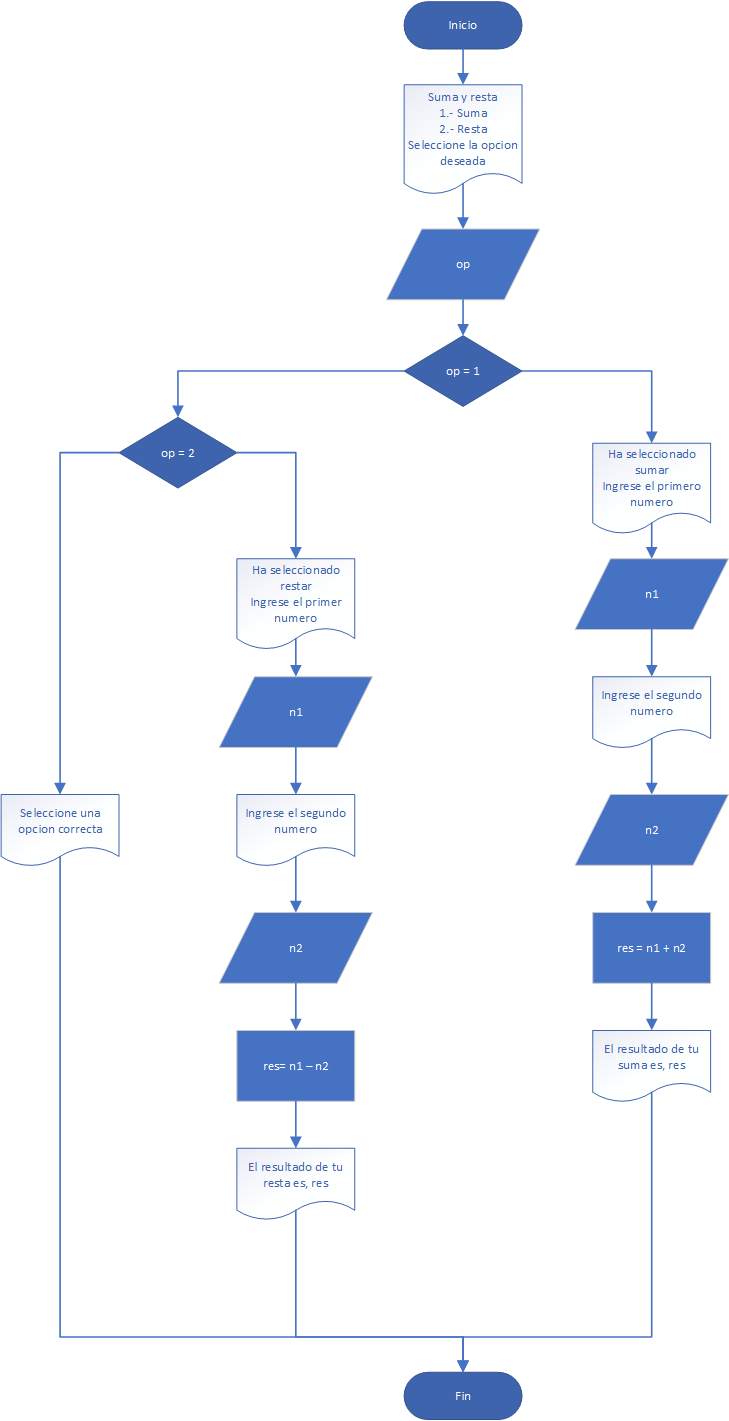 Inicio
Suma y resta
1.- Suma
2.- Resta
Seleccione la opcion
deseada
op
op = 1
op = 2
Ha seleccionado
sumar
Ingrese el primero
numero
n1
Ingrese el segundo
numero
n2
res = n1 + n2
El resultado de tu
suma es, res
Ha seleccionado
restar
Ingrese el primer
numero
n1
Ingrese el segundo
numero
n2
res= n1 – n2
El resultado de tu
resta es, res
Seleccione una
opcion correcta
Fin